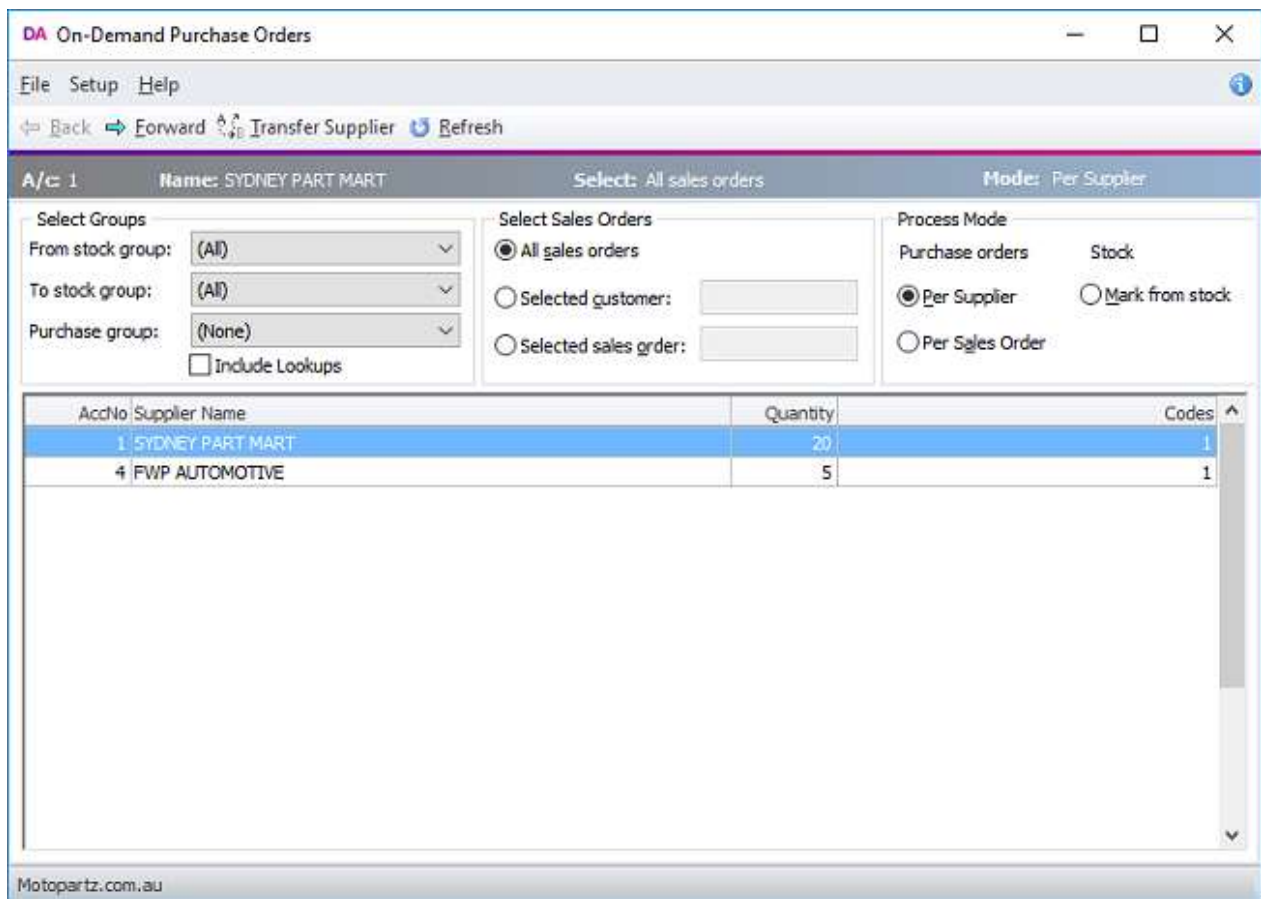 DA On-Demand Purchase Orders
File Setup Help
Back Forward Transfer Supplier Refresh
A/c: 1 Name: SYDNEY PART MART Select: All sales orders Mode: Per Supplier
Select Groups Select Sales Orders Process Mode
From stock group: (All) All sales orders Purchase orders Stock
To stock group: (All) Selected customer: Per Supplier Mark from stock
Purchase group: (None) Selected sales order: Per Sales Order
Include Lookups
AccNo Supplier Name Quantity Codes
1 SYDNEY PART MART 20 1
4 FWP AUTOMOTIVE 5 1
Motopartz.com.au